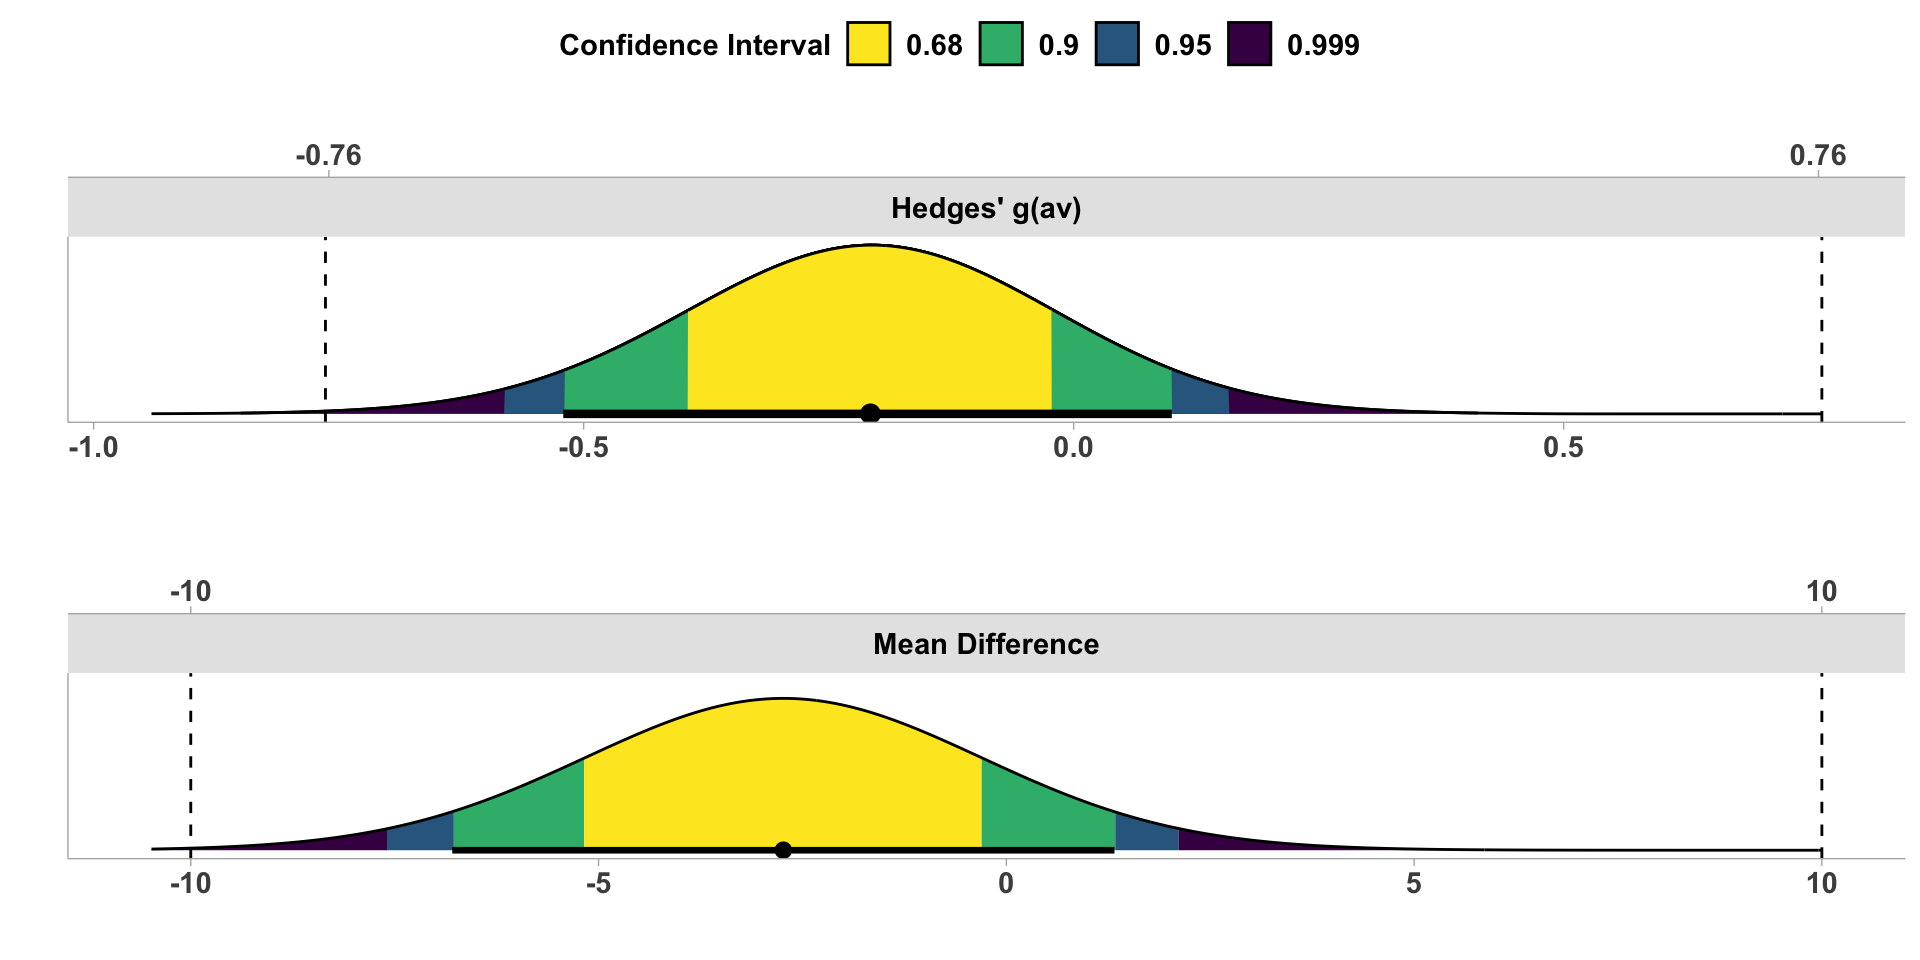 Confidence Interval 0.68 0.9 0.95 0.999
-0.76 0.76
Hedges' g(av)
-1.0 -0.5 0.0 0.5
-10 10
Mean Difference
-10 -5 0 5 10